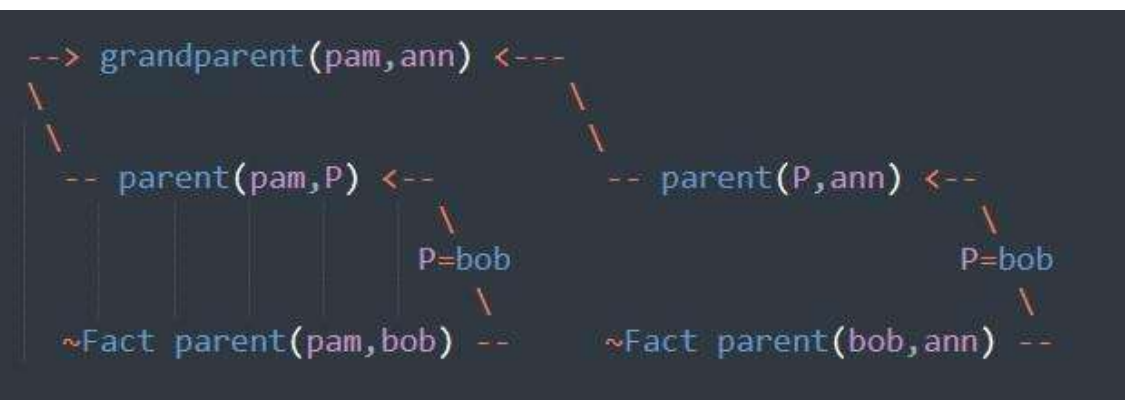 --> grandparent(pam,ann) <---
\ \
\ \
-- parent(pam,P) <-- -- parent(P,ann) <--
\ \
P=bob P=bob
\ \
~Fact parent(pam,bob) -- ~Fact parent(bob,ann) --